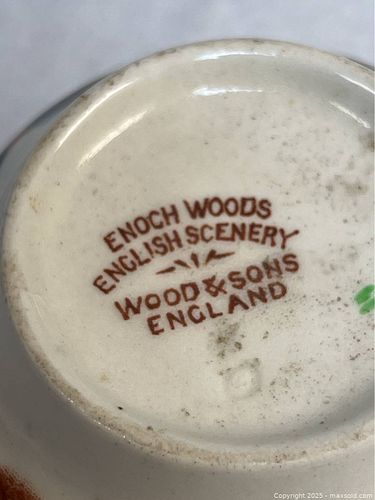 ENOCH WOODS
ENGLISH SCENERY
WOOD & SONS
ENGLAND
Copyright 2025 - maxsold.com